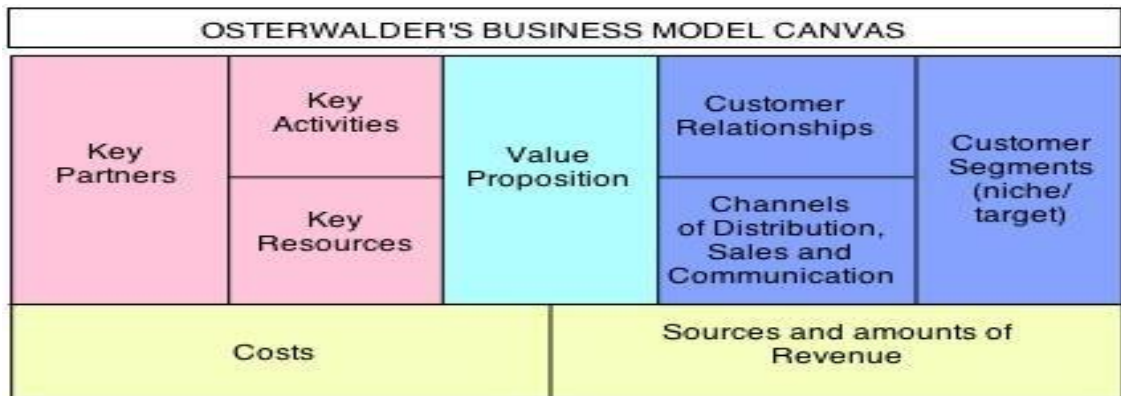 OSTERWALDER'S BUSINESS MODEL CANVAS
Key
Partners
Key
Activities
Key
Resources
Value
Proposition
Customer
Relationships
Channels
of Distribution,
Sales and
Communication
Customer
Segments
(niche/
target)
Costs
Sources and amounts of
Revenue